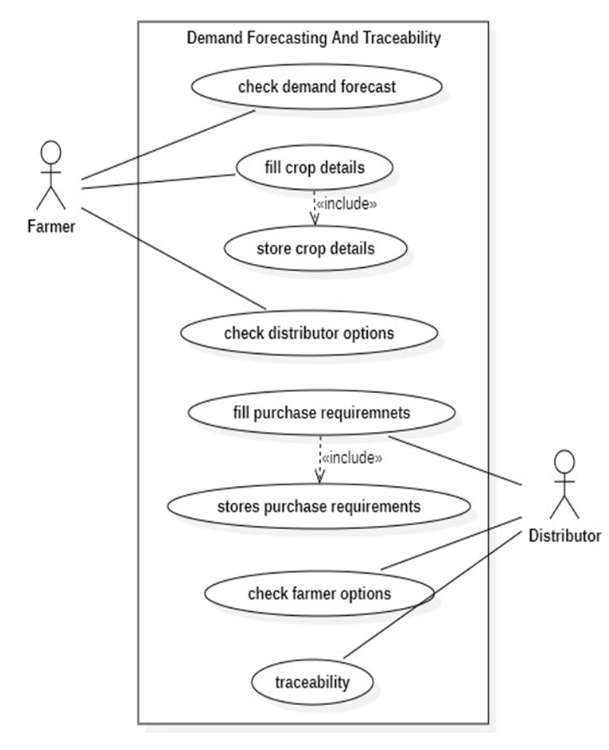 Demand Forecasting And Traceability
check demand forecast
fill crop details
«include»
Farmer
store crop details
check distributor options
fill purchase requiremnets
«include»
stores purchase requirements
Distributor
check farmer options
traceability